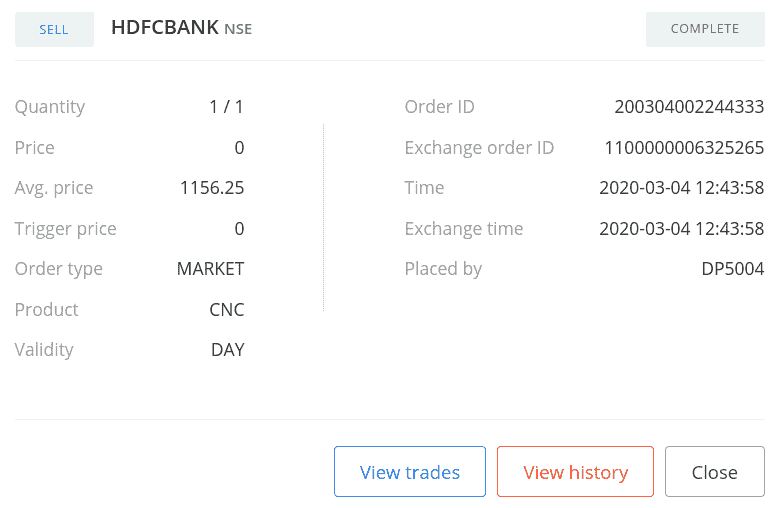 SELL HDFCBANK NSE COMPLETE
Quantity 1 / 1 Order ID 200304002244333
Price 0 Exchange order ID 1100000006325265
Avg. price 1156.25 Time 2020-03-04 12:43:58
Trigger price 0 Exchange time 2020-03-04 12:43:58
Order type MARKET Placed by DP5004
Product CNC
Validity DAY
View trades View history Close